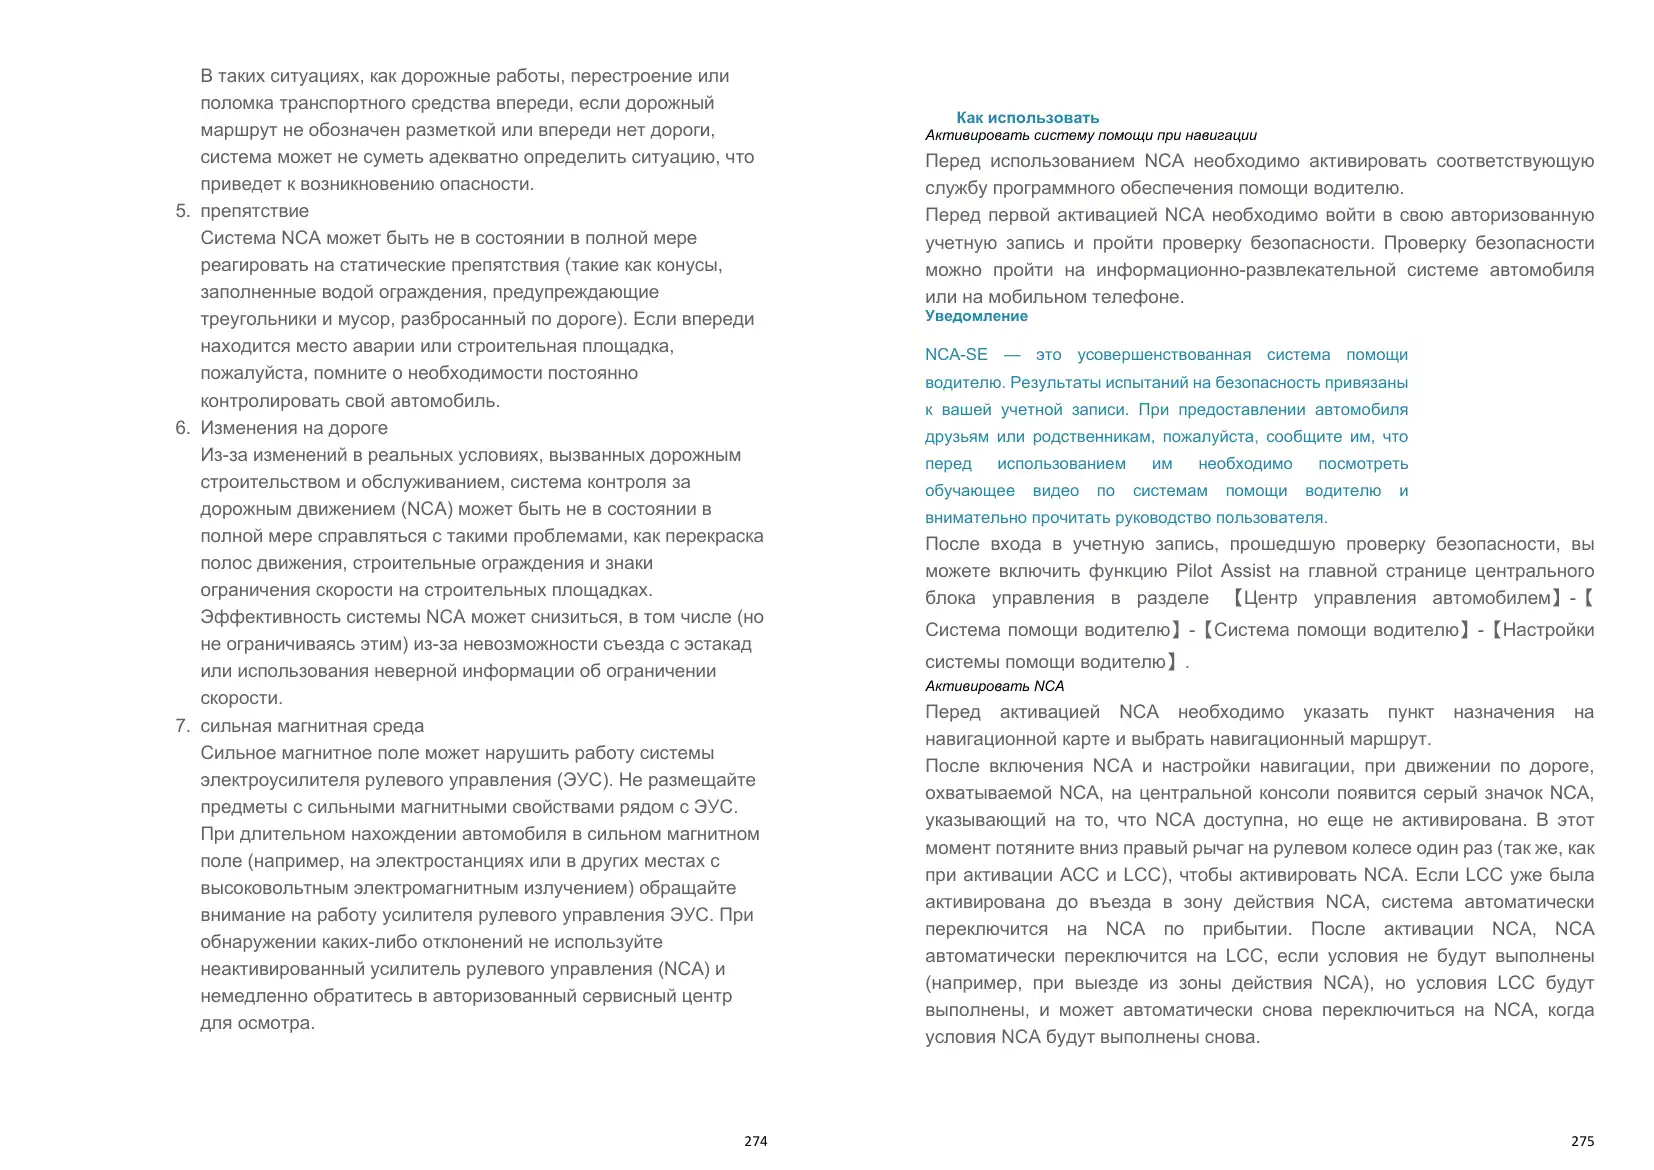 В таких ситуациях, как дорожные работы, перестроение или
поломка транспортного средства впереди, если дорожный
маршрут не обозначен разметкой или впереди нет дороги,
система может не суметь адекватно определить ситуацию, что
приведет к возникновению опасности.
5. препятствие
Система NCA может быть не в состоянии в полной мере
реагировать на статические препятствия (такие как конусы,
заполненные водой ограждения, предупреждающие
треугольники и мусор, разбросанный по дороге). Если впереди
находится место аварии или строительная площадка,
пожалуйста, помните о необходимости постоянно
контролировать свой автомобиль.
6. Изменения на дороге
Из-за изменений в реальных условиях, вызванных дорожным
строительством и обслуживанием, система контроля за
дорожным движением (NCA) может быть не в состоянии в
полной мере справляться с такими проблемами, как перекраска
полос движения, строительные ограждения и знаки
ограничения скорости на строительных площадках.
Эффективность системы NCA может снизиться, в том числе (но
не ограничиваясь этим) из-за невозможности съезда с эстакад
или использования неверной информации об ограничении
скорости.
7. сильная магнитная среда
Сильное магнитное поле может нарушить работу системы
электроусилителя рулевого управления (ЭУС). Не размещайте
предметы с сильными магнитными свойствами рядом с ЭУС.
При длительном нахождении автомобиля в сильном магнитном
поле (например, на электростанциях или в других местах с
высоковольтным электромагнитным излучением) обращайте
внимание на работу усилителя рулевого управления ЭУС. При
обнаружении каких-либо отклонений не используйте
неактивированный усилитель рулевого управления (NCA) и
немедленно обратитесь в авторизованный сервисный центр
для осмотра.
274
Как использовать
Активировать систему помощи при навигации
Перед использованием NCA необходимо активировать соответствующую
службу программного обеспечения помощи водителю.
Перед первой активацией NCA необходимо войти в свою авторизованную
учетную запись и пройти проверку безопасности. Проверку безопасности
можно пройти на информационно-развлекательной системе автомобиля
или на мобильном телефоне.
Уведомление
NCA-SE — это усовершенствованная система помощи
водителю. Результаты испытаний на безопасность привязаны
к вашей учетной записи. При предоставлении автомобиля
друзьям или родственникам, пожалуйста, сообщите им, что
перед использованием им необходимо посмотреть
обучающее видео по системам помощи водителю и
внимательно прочитать руководство пользователя.
После входа в учетную запись, прошедшую проверку безопасности, вы
можете включить функцию Pilot Assist на главной странице центрального
блока управления в разделе 【Центр управления автомобилем】-【
Система помощи водителю】-【Система помощи водителю】-【Настройки
системы помощи водителю】.
Активировать NCA
Перед активацией NCA необходимо указать пункт назначения на
навигационной карте и выбрать навигационный маршрут.
После включения NCA и настройки навигации, при движении по дороге,
охватываемой NCA, на центральной консоли появится серый значок NCA,
указывающий на то, что NCA доступна, но еще не активирована. В этот
момент потяните вниз правый рычаг на рулевом колесе один раз (так же, как
при активации ACC и LCC), чтобы активировать NCA. Если LCC уже была
активирована до въезда в зону действия NCA, система автоматически
переключится на NCA по прибытии. После активации NCA, NCA
автоматически переключится на LCC, если условия не будут выполнены
(например, при выезде из зоны действия NCA), но условия LCC будут
выполнены, и может автоматически снова переключиться на NCA, когда
условия NCA будут выполнены снова.
275